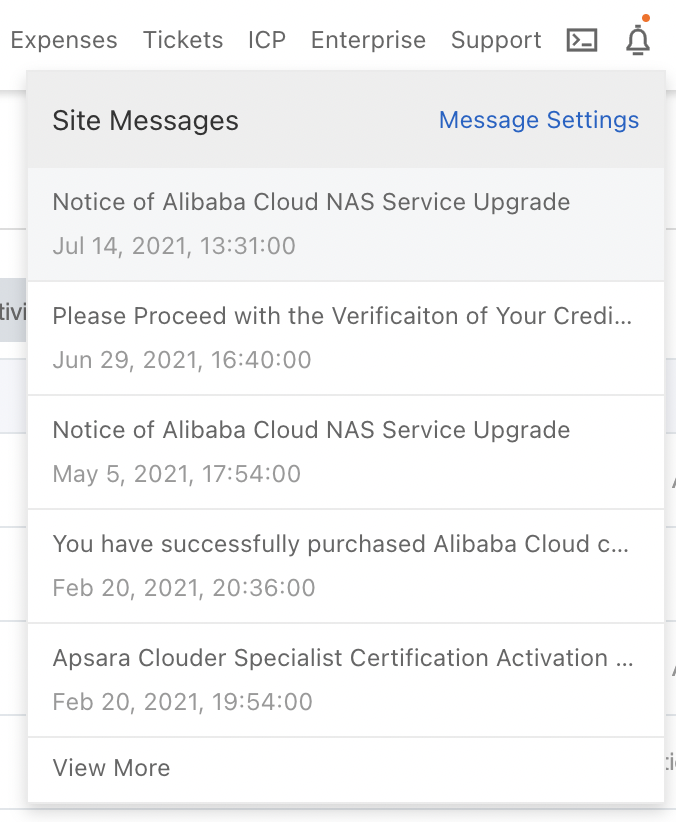 Expenses Tickets ICP Enterprise Support
Site Messages Message Settings
Notice of Alibaba Cloud NAS Service Upgrade
Jul 14, 2021, 13:31:00
tivi
Please Proceed with the Verificaiton of Your Credi...
Jun 29, 2021, 16:40:00
Notice of Alibaba Cloud NAS Service Upgrade
May 5, 2021, 17:54:00
You have successfully purchased Alibaba Cloud c...
Feb 20, 2021, 20:36:00
Apsara Clouder Specialist Certification Activation ...
Feb 20, 2021, 19:54:00
View More